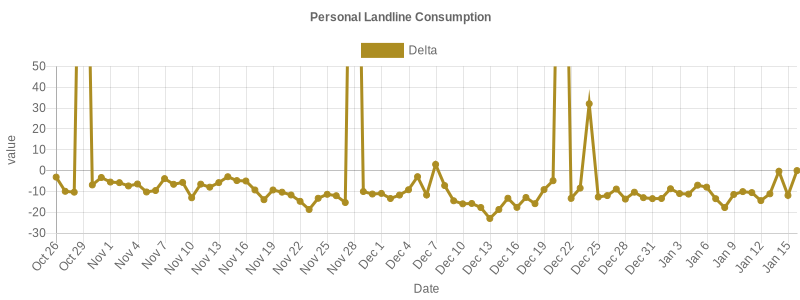 Personal Landline Consumption
Delta
value
50
40
30
20
10
0
-10
-20
-30
Oct 26
Oct 29
Nov 1
Nov 4
Nov 7
Nov 10
Nov 13
Nov 16
Nov 19
Nov 22
Nov 25
Nov 28
Dec 1
Dec 4
Dec 7
Dec 10
Dec 13
Dec 16
Dec 19
Dec 22
Dec 25
Dec 28
Dec 31
Jan 3
Jan 6
Jan 9
Jan 12
Jan 15
Date